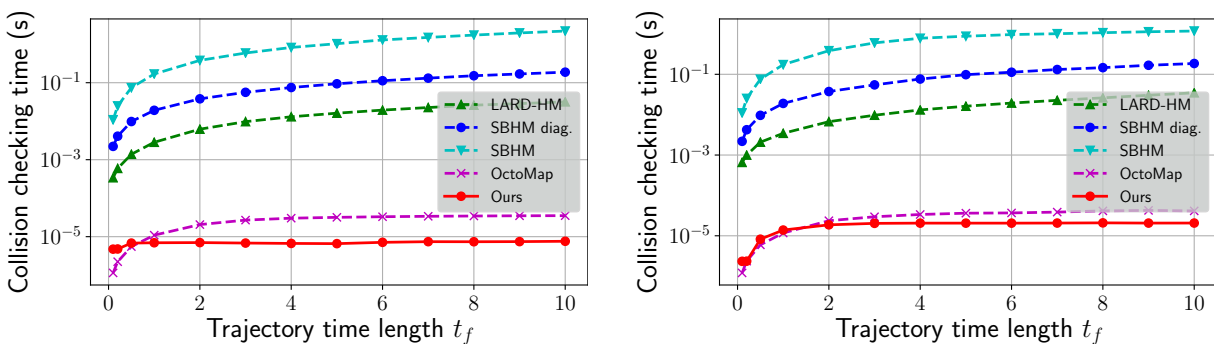 Collision checking time (s)
10⁻¹
10⁻³
10⁻⁵
LARD-HM
SBHM diag.
SBHM
OctoMap
Ours
0 2 4 6 8 10
Trajectory time length t_f
Collision checking time (s)
10⁻¹
10⁻³
10⁻⁵
LARD-HM
SBHM diag.
SBHM
OctoMap
Ours
0 2 4 6 8 10
Trajectory time length t_f